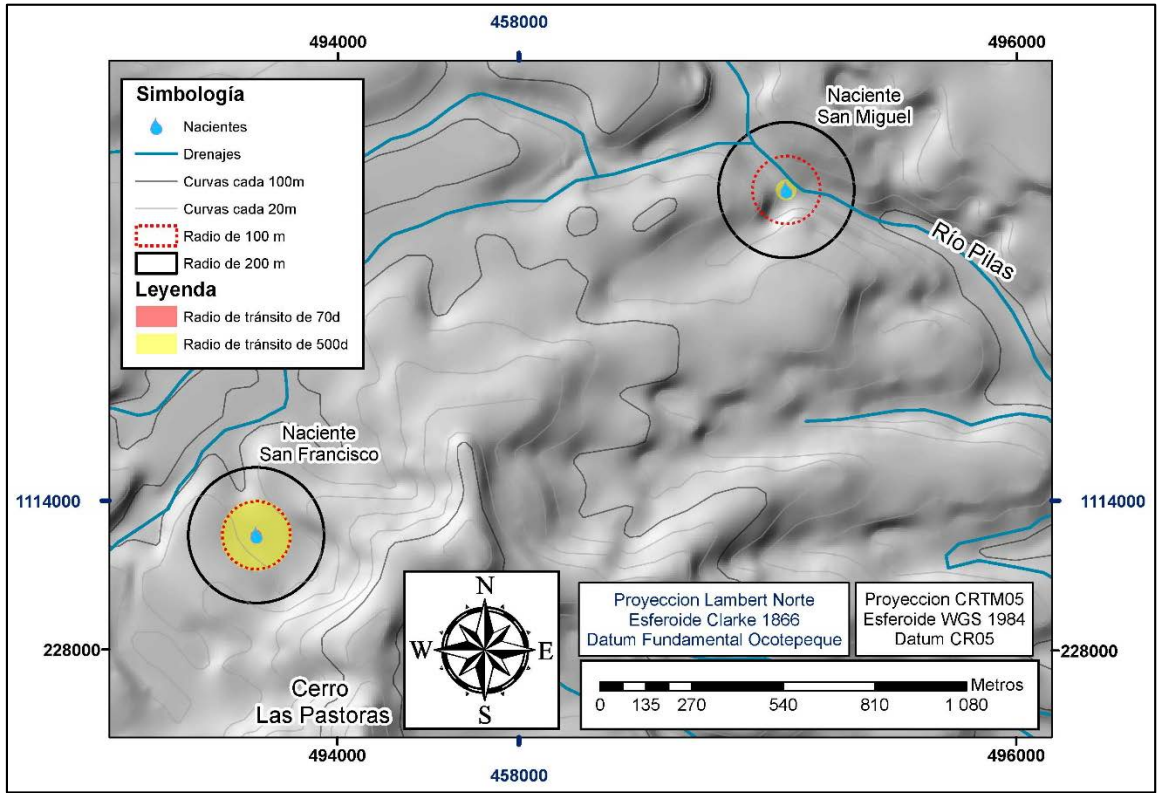 458000
494000
496000
Simbología
Nacientes
Drenajes
Curvas cada 100m
Curvas cada 20m
Radio de 100 m
Radio de 200 m
Leyenda
Radio de tránsito de 70d
Radio de tránsito de 500d
Naciente
San Miguel
Río Pilas
Naciente
San Francisco
1114000
1114000
Cerro
Las Pastoras
N
W
E
S
Proyeccion Lambert Norte
Esferoide Clarke 1866
Datum Fundamental Ocotepeque
Proyeccion CRTM05
Esferoide WGS 1984
Datum CR05
228000
228000
Metros
0 135 270 540 810 1 080
494000
458000
496000